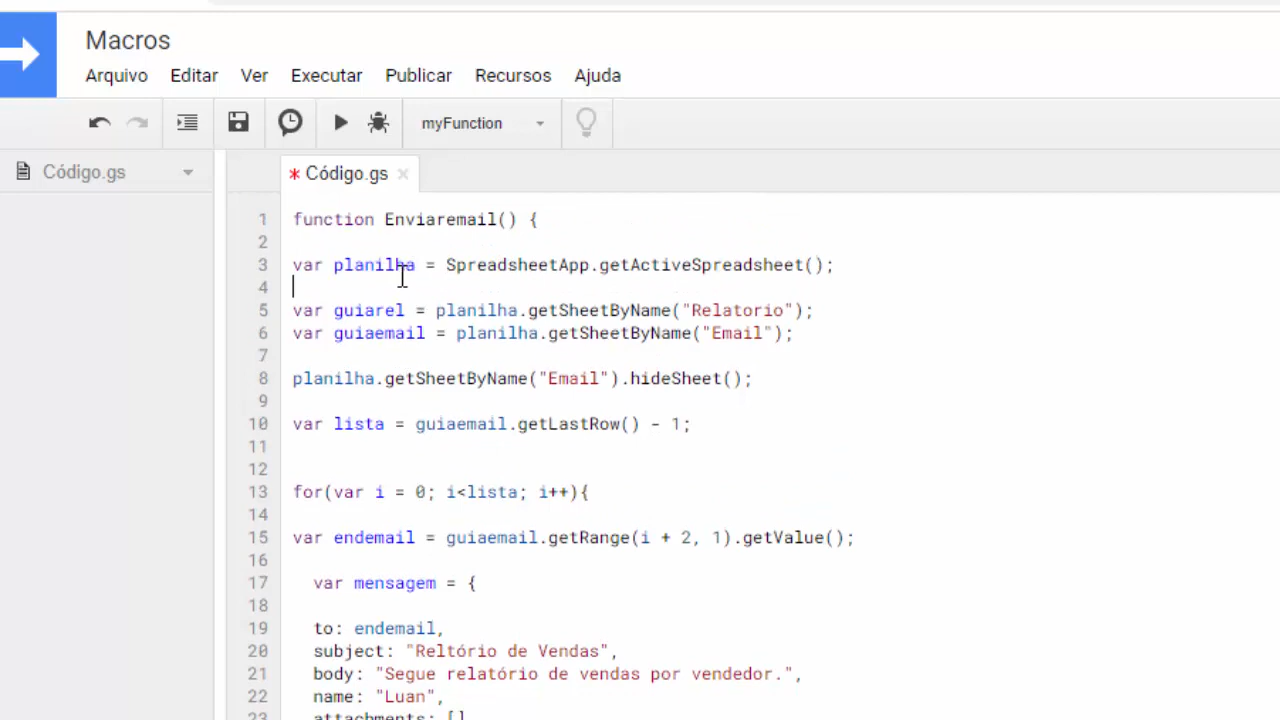 Macros
Arquivo Editar Ver Executar Publicar Recursos Ajuda
myFunction
Código.gs
* Código.gs ×
1 function Enviaremail() {
2
3 var planilha = SpreadsheetApp.getActiveSpreadsheet();
4
5 var guiarel = planilha.getSheetByName("Relatorio");
6 var guiaemail = planilha.getSheetByName("Email");
7
8 planilha.getSheetByName("Email").hideSheet();
9
10 var lista = guiaemail.getLastRow() - 1;
11
12
13 for(var i = 0; i<lista; i++){
14
15 var endemail = guiaemail.getRange(i + 2, 1).getValue();
16
17 var mensagem = {
18
19 to: endemail,
20 subject: "Reltório de Vendas",
21 body: "Segue relatório de vendas por vendedor.",
22 name: "Luan",
23 attachments: []